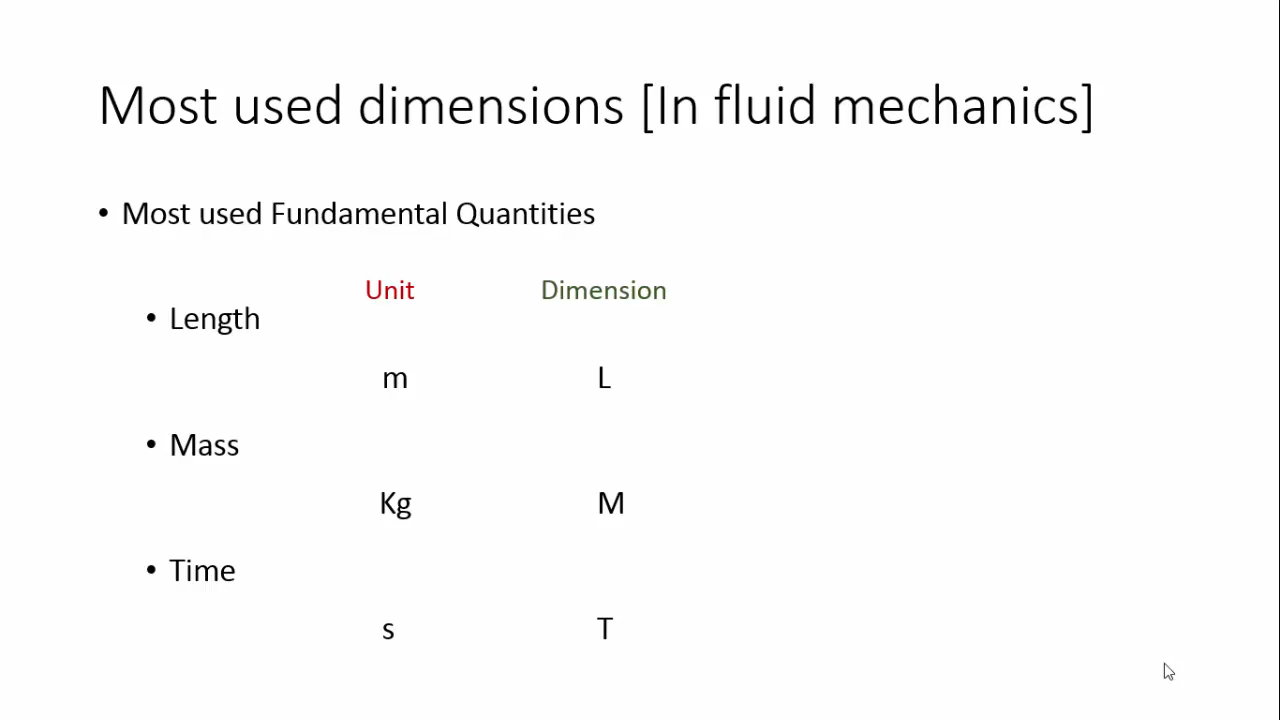 Most used dimensions [In fluid mechanics]
• Most used Fundamental Quantities
Unit Dimension
• Length
m L
• Mass
Kg M
• Time
s T